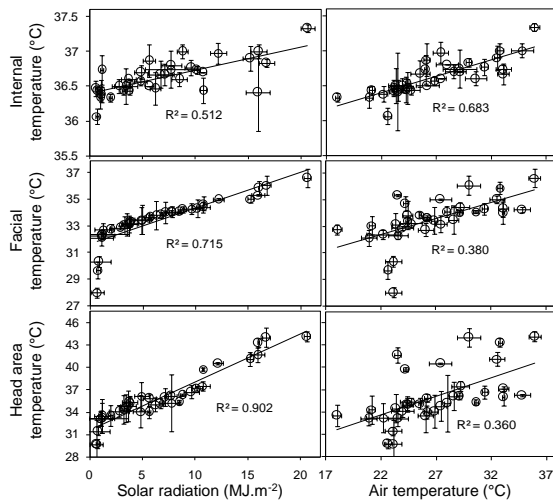 Internal temperature (°C)
37.5
37
36.5
36
35.5
R² = 0.512
R² = 0.683
Facial temperature (°C)
37
35
33
31
29
27
R² = 0.715
R² = 0.380
Head area temperature (°C)
46
43
40
37
34
31
28
R² = 0.902
R² = 0.360
0 5 10 15 20
17 22 27 32 37
Solar radiation (MJ.m⁻²)
Air temperature (°C)